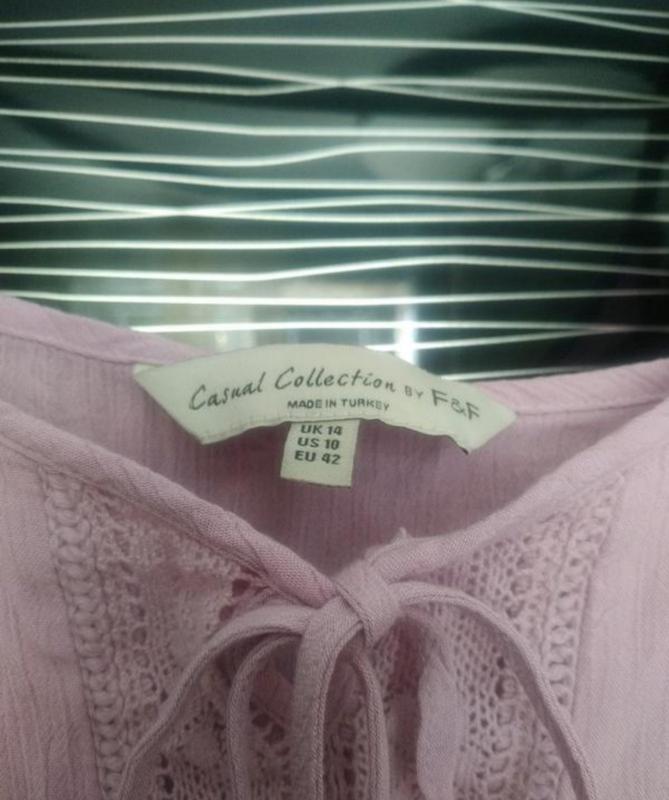 Casual Collection BY F&F
MADE IN TURKEY
UK 14
US 10
EU 42